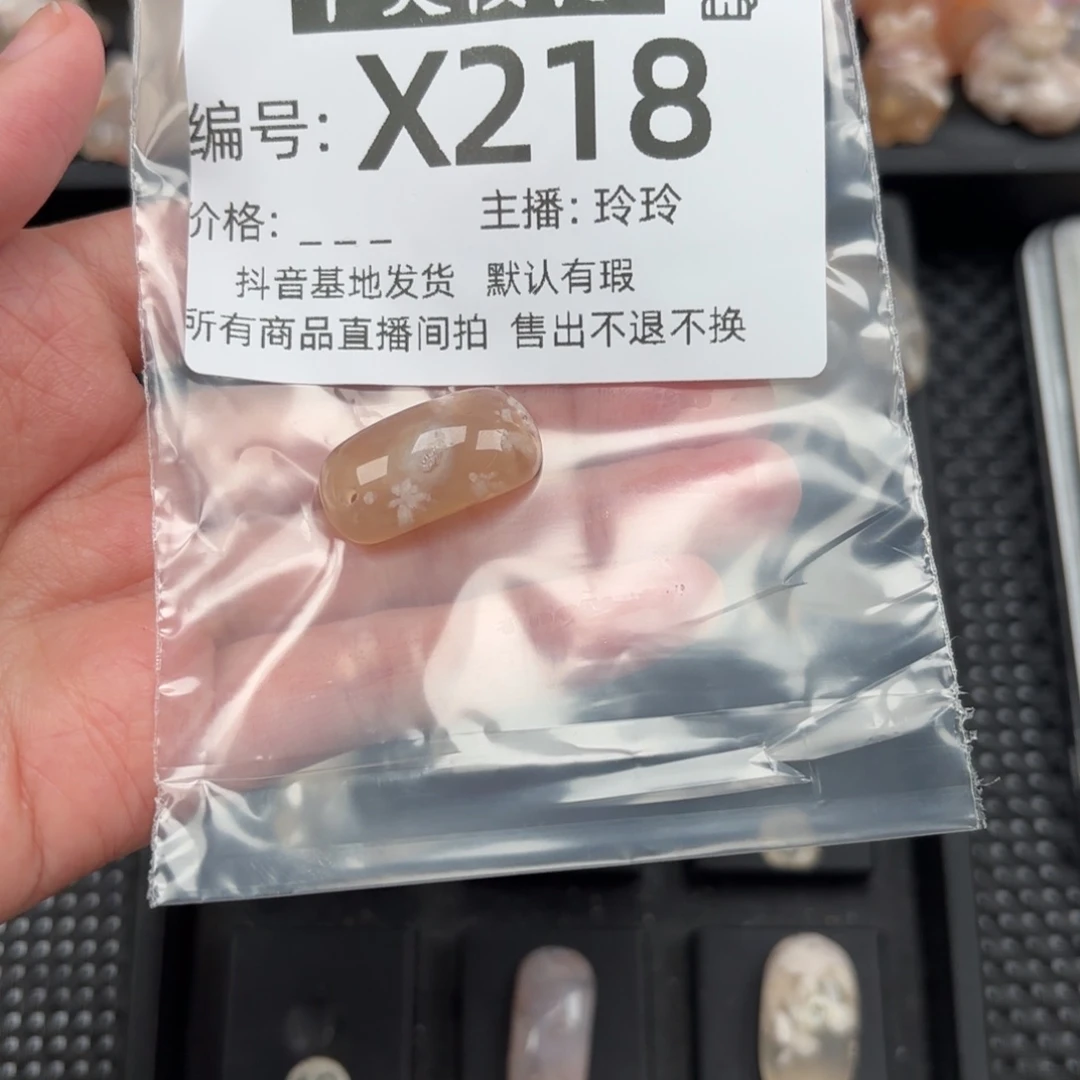 编号: X218
价格: _ _ _ 主播: 玲玲
抖音基地发货 默认有瑕
所有商品直播间拍 售出不退不换